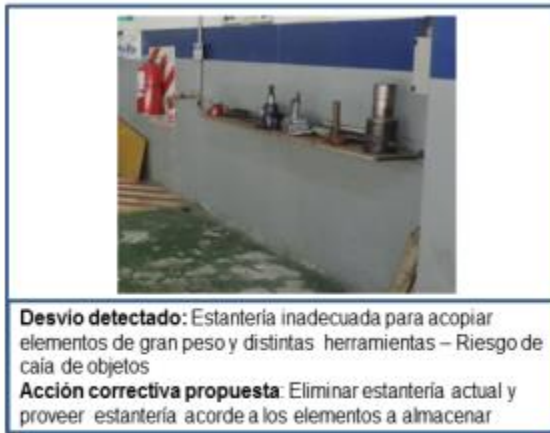 Desvío detectado: Estantería inadecuada para acopiar
elementos de gran peso y distintas herramientas – Riesgo de
caía de objetos
Acción correctiva propuesta: Eliminar estantería actual y
proveer estantería acorde a los elementos a almacenar